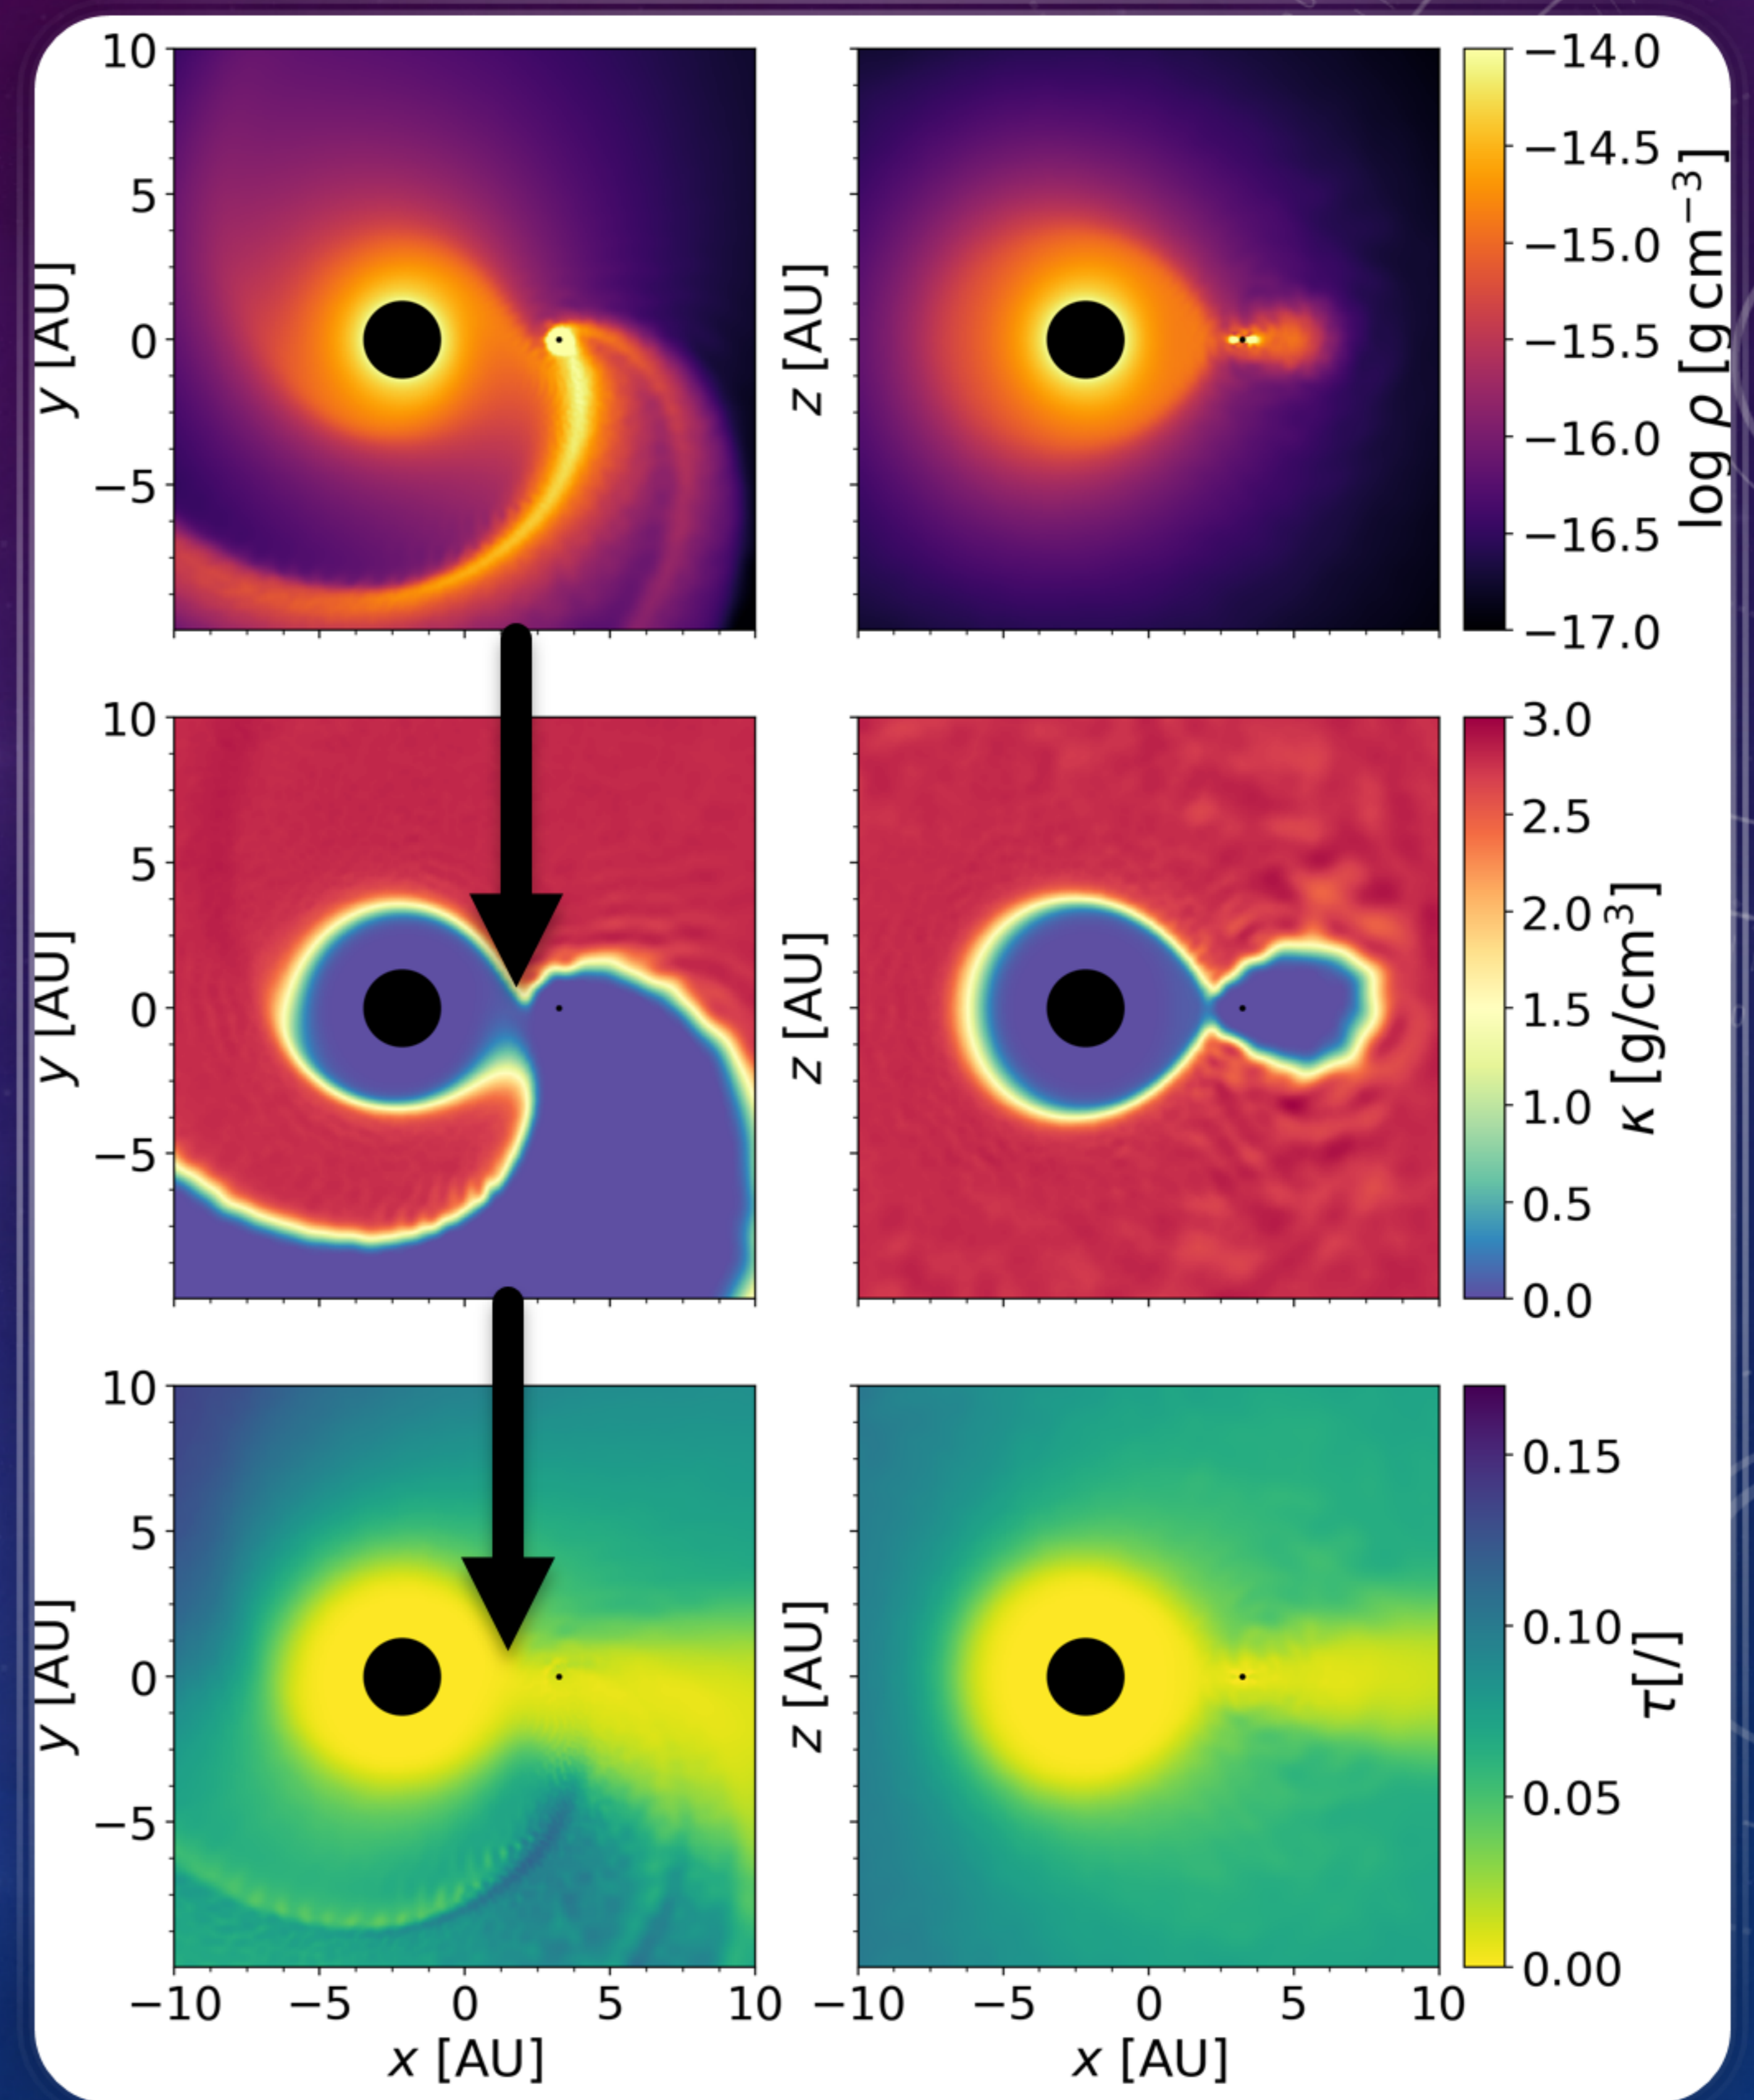 10
5
0
−5
y [AU]
z [AU]
−14.0
−14.5
−15.0
−15.5
−16.0
−16.5
−17.0
log ρ [g cm⁻³]
10
5
0
−5
y [AU]
z [AU]
3.0
2.5
2.0
1.5
1.0
0.5
0.0
κ [g/cm³]
10
5
0
−5
y [AU]
−10 −5 0 5 10
x [AU]
z [AU]
−10 −5 0 5 10
x [AU]
0.15
0.10
0.05
0.00
τ[/]